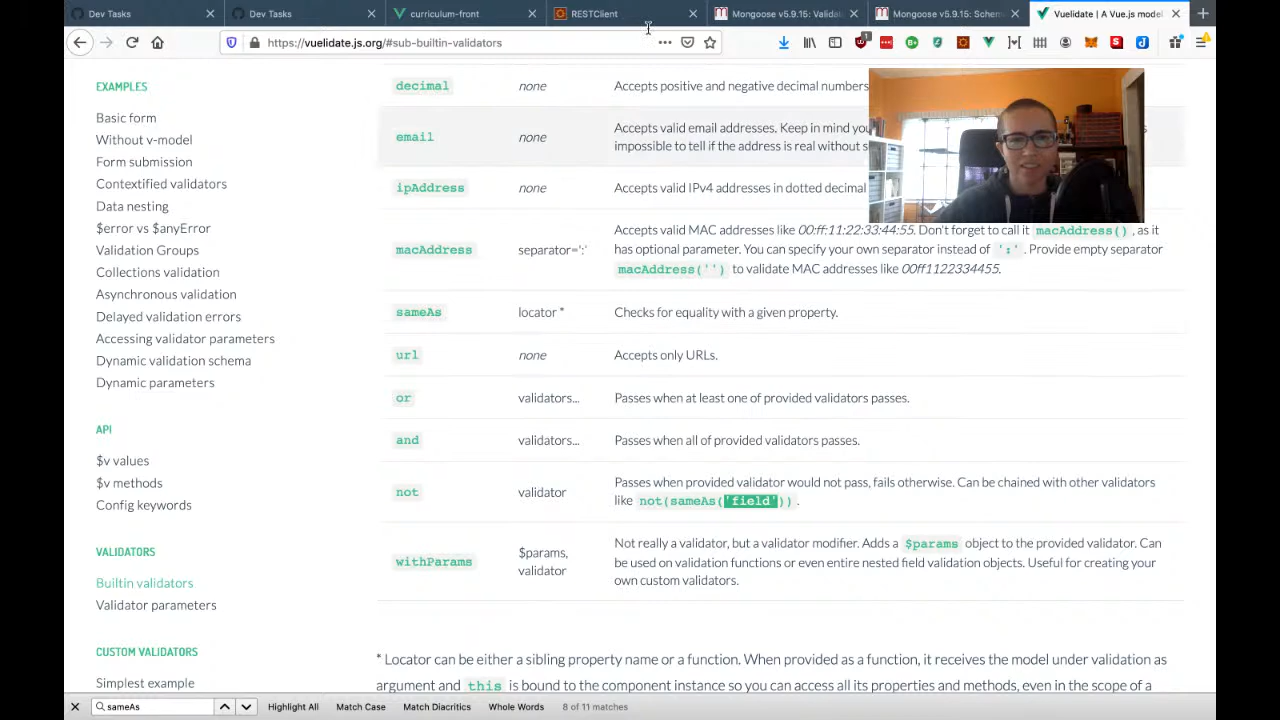 Dev Tasks
Dev Tasks
curriculum-front
RESTClient
Mongoose v5.9.15: Validat
Mongoose v5.9.15: Schem
Vuelidate | A Vue.js model
https://vuelidate.js.org/#sub-builtin-validators
EXAMPLES
Basic form
Without v-model
Form submission
Contextified validators
Data nesting
$error vs $anyError
Validation Groups
Collections validation
Asynchronous validation
Delayed validation errors
Accessing validator parameters
Dynamic validation schema
Dynamic parameters
API
$v values
$v methods
Config keywords
VALIDATORS
Builtin validators
Validator parameters
CUSTOM VALIDATORS
Simplest example
decimal none Accepts positive and negative decimal numbers
email none Accepts valid email addresses. Keep in mind you
impossible to tell if the address is real without s
ipAddress none Accepts valid IPv4 addresses in dotted decimal
macAddress separator=':' Accepts valid MAC addresses like 00:ff:11:22:33:44:55. Don't forget to call it macAddress() , as it
has optional parameter. You can specify your own separator instead of ':' . Provide empty separator
macAddress('') to validate MAC addresses like 00ff1122334455.
sameAs locator * Checks for equality with a given property.
url none Accepts only URLs.
or validators... Passes when at least one of provided validators passes.
and validators... Passes when all of provided validators passes.
not validator Passes when provided validator would not pass, fails otherwise. Can be chained with other validators
like not(sameAs('field')) .
withParams $params, validator Not really a validator, but a validator modifier. Adds a $params object to the provided validator. Can
be used on validation functions or even entire nested field validation objects. Useful for creating your
own custom validators.
* Locator can be either a sibling property name or a function. When provided as a function, it receives the model under validation as
argument and this is bound to the component instance so you can access all its properties and methods, even in the scope of a
sameAs
Highlight All
Match Case
Match Diacritics
Whole Words
8 of 11 matches